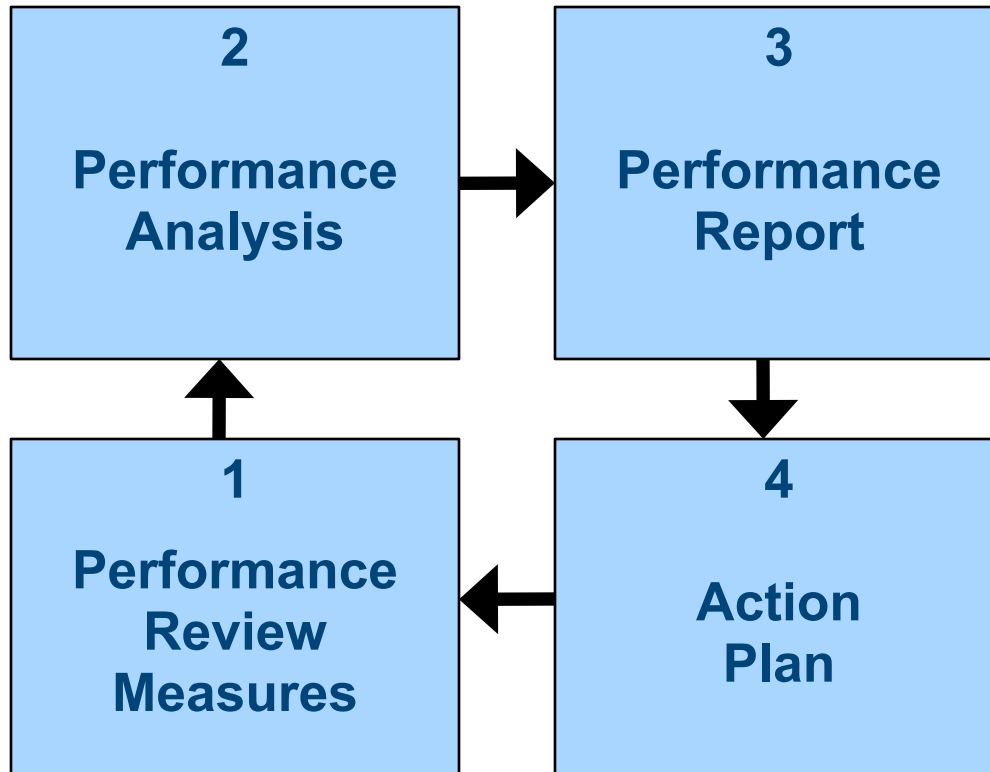 2
Performance
Analysis
3
Performance
Report
1
Performance
Review
Measures
4
Action
Plan